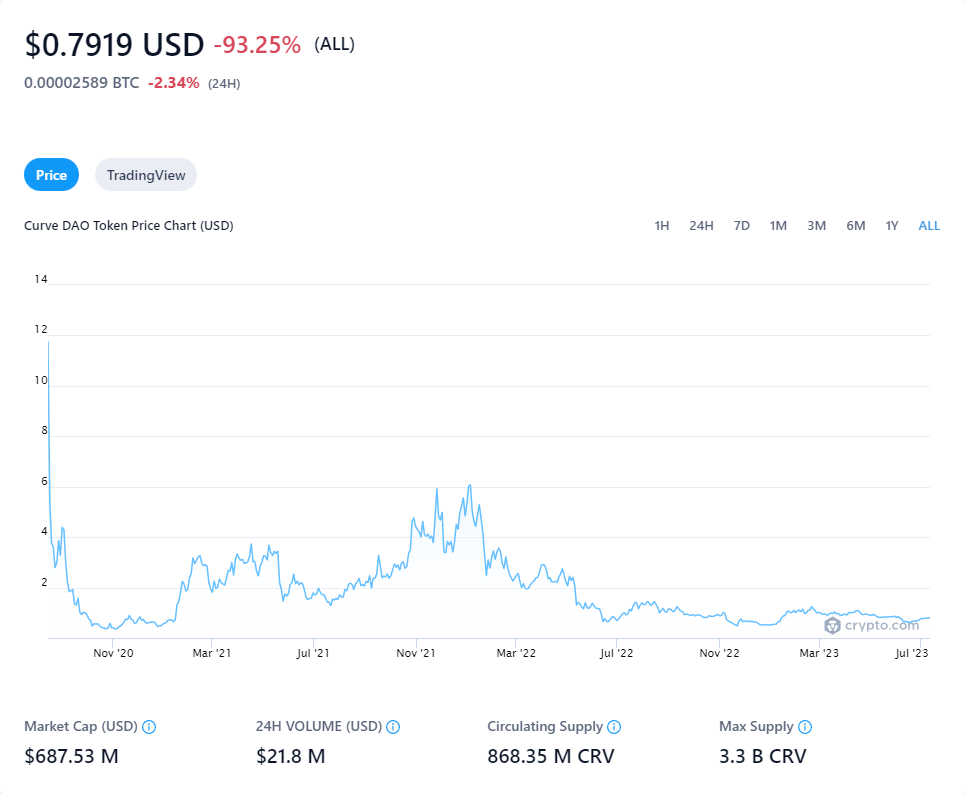 $0.7919 USD -93.25% (ALL)
0.00002589 BTC -2.34% (24H)
Price TradingView
Curve DAO Token Price Chart (USD) 1H 24H 7D 1M 3M 6M 1Y ALL
14
12
10
8
6
4
2
crypto.com
Nov '20 Mar '21 Jul '21 Nov '21 Mar '22 Jul '22 Nov '22 Mar '23 Jul '23
Market Cap (USD) 24H VOLUME (USD) Circulating Supply Max Supply
$687.53 M $21.8 M 868.35 M CRV 3.3 B CRV